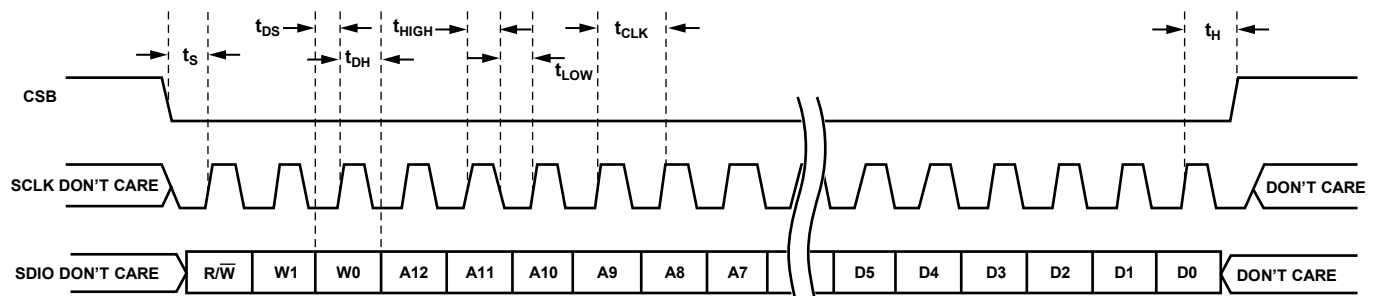 tDS tHIGH tCLK tH
tS tDH tLOW
CSB
SCLK DON'T CARE DON'T CARE
SDIO DON'T CARE R/W̅ W1 W0 A12 A11 A10 A9 A8 A7 D5 D4 D3 D2 D1 D0 DON'T CARE